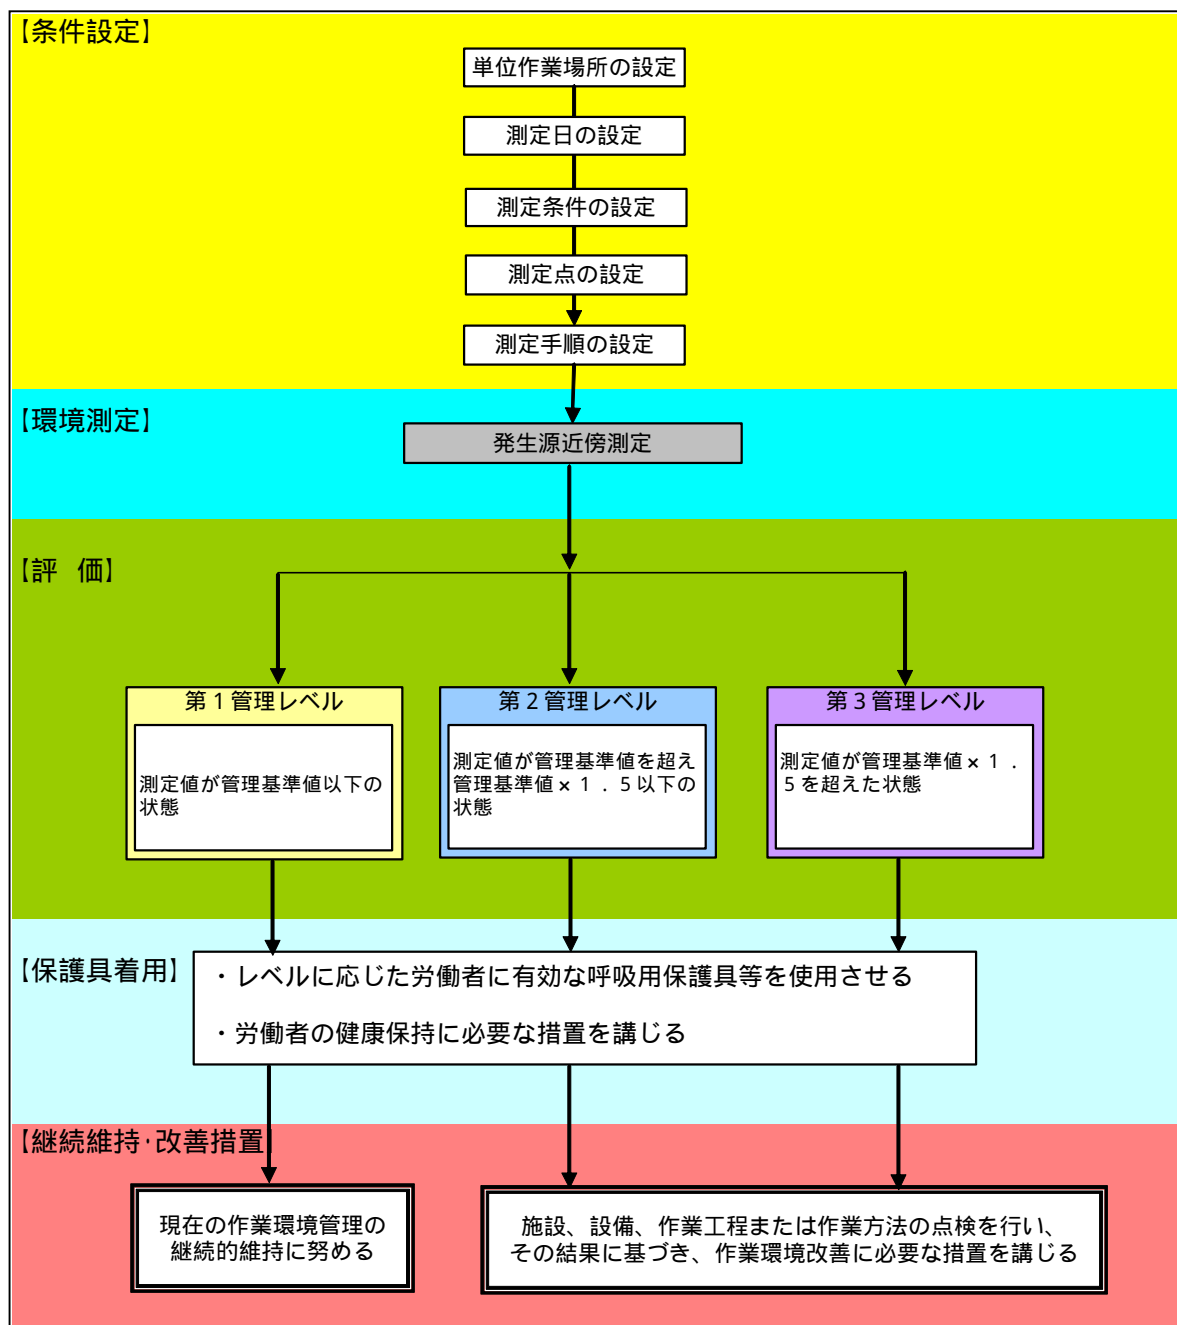 【条件設定】
単位作業場所の設定
測定日の設定
測定条件の設定
測定点の設定
測定手順の設定
【環境測定】
発生源近傍測定
【評　価】
第１管理レベル
測定値が管理基準値以下の
状態
第２管理レベル
測定値が管理基準値を超え
管理基準値×１．５以下の
状態
第３管理レベル
測定値が管理基準値×１．
５を超えた状態
【保護具着用】
・レベルに応じた労働者に有効な呼吸用保護具等を使用させる
・労働者の健康保持に必要な措置を講じる
【継続維持･改善措置】
現在の作業環境管理の
継続的維持に努める
施設、設備、作業工程または作業方法の点検を行い、
その結果に基づき、作業環境改善に必要な措置を講じる